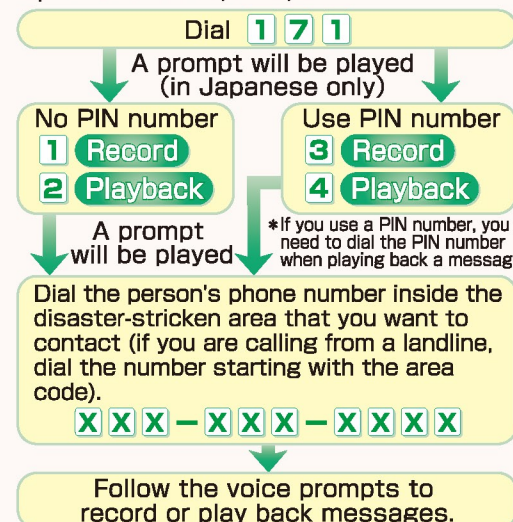 Dial 1 7 1
A prompt will be played
(in Japanese only)
No PIN number
1 Record
2 Playback
Use PIN number
3 Record
4 Playback
A prompt
will be played
*If you use a PIN number, you
need to dial the PIN number
when playing back a messag
Dial the person's phone number inside the
disaster-stricken area that you want to
contact (if you are calling from a landline,
dial the number starting with the area
code).
X X X – X X X – X X X X
Follow the voice prompts to
record or play back messages.